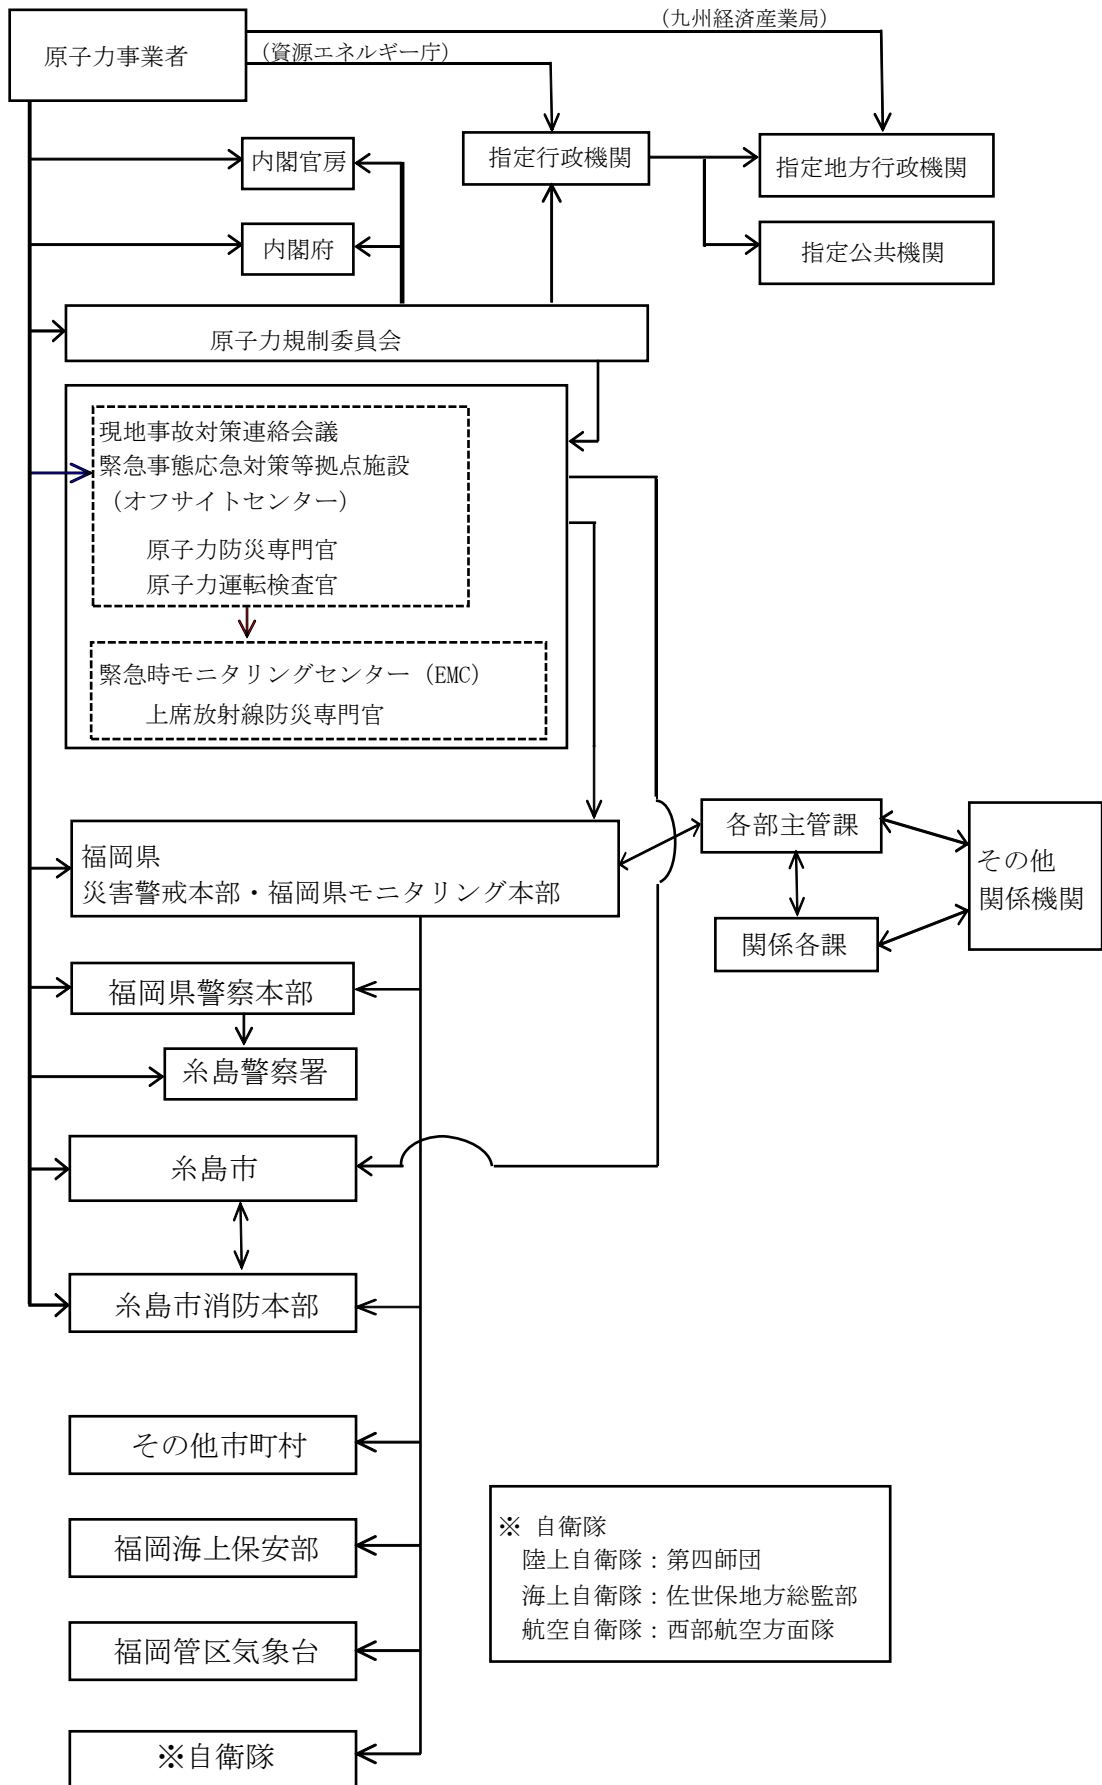 (九州経済産業局)
原子力事業者
(資源エネルギー庁)
内閣官房
指定行政機関
指定地方行政機関
内閣府
指定公共機関
原子力規制委員会
現地事故対策連絡会議
緊急事態応急対策等拠点施設
(オフサイトセンター)
原子力防災専門官
原子力運転検査官
緊急時モニタリングセンター(EMC)
上席放射線防災専門官
各部主管課
その他
関係機関
福岡県
災害警戒本部・福岡県モニタリング本部
関係各課
福岡県警察本部
糸島警察署
糸島市
糸島市消防本部
その他市町村
※ 自衛隊
陸上自衛隊:第四師団
海上自衛隊:佐世保地方総監部
航空自衛隊:西部航空方面隊
福岡海上保安部
福岡管区気象台
※自衛隊